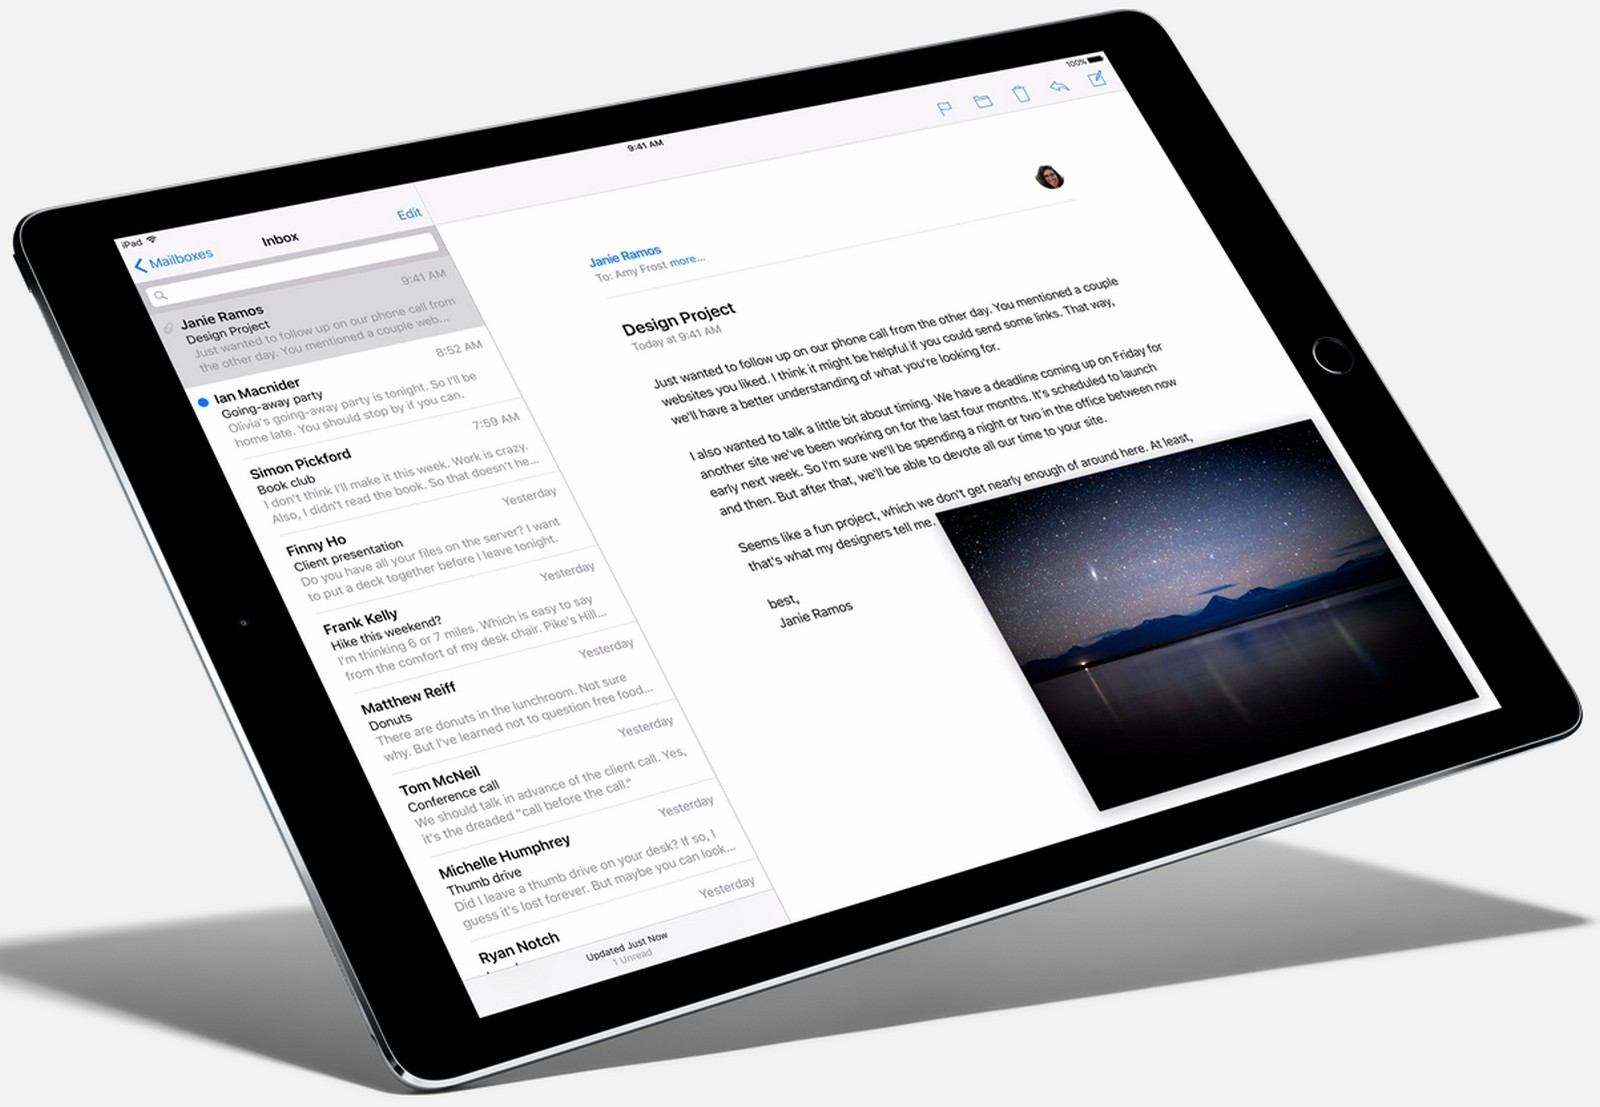 iPad
9:41 AM
100%
Mailboxes
Inbox
Edit
Janie Ramos
9:41 AM
Design Project
Just wanted to follow up on our phone call from
the other day. You mentioned a couple web...
Ian Macnider
8:52 AM
Going-away party
Olivia's going-away party is tonight. So I'll be
home late. You should stop by if you can.
Simon Pickford
7:59 AM
Book club
I don't think I'll make it this week. Work is crazy.
Also, I didn't read the book. So that doesn't he...
Finny Ho
Yesterday
Client presentation
Do you have all your files on the server? I want
to put a deck together before I leave tonight.
Frank Kelly
Yesterday
Hike this weekend?
I'm thinking 6 or 7 miles. Which is easy to say
from the comfort of my desk chair. Pike's Hill...
Matthew Reiff
Yesterday
Donuts
There are donuts in the lunchroom. Not sure
why. But I've learned not to question free food...
Tom McNeil
Yesterday
Conference call
We should talk in advance of the client call. Yes,
it's the dreaded "call before the call."
Michelle Humphrey
Yesterday
Thumb drive
Did I leave a thumb drive on your desk? If so, I
guess it's lost forever. But maybe you can look...
Ryan Notch
Yesterday
Updated Just Now
1 Unread
Janie Ramos
To: Amy Frost more...
Design Project
Today at 9:41 AM
Just wanted to follow up on our phone call from the other day. You mentioned a couple
websites you liked. I think it might be helpful if you could send some links. That way,
we'll have a better understanding of what you're looking for.
I also wanted to talk a little bit about timing. We have a deadline coming up on Friday for
another site we've been working on for the last four months. It's scheduled to launch
early next week. So I'm sure we'll be spending a night or two in the office between now
and then. But after that, we'll be able to devote all our time to your site.
Seems like a fun project, which we don't get nearly enough of around here. At least,
that's what my designers tell me.
best,
Janie Ramos